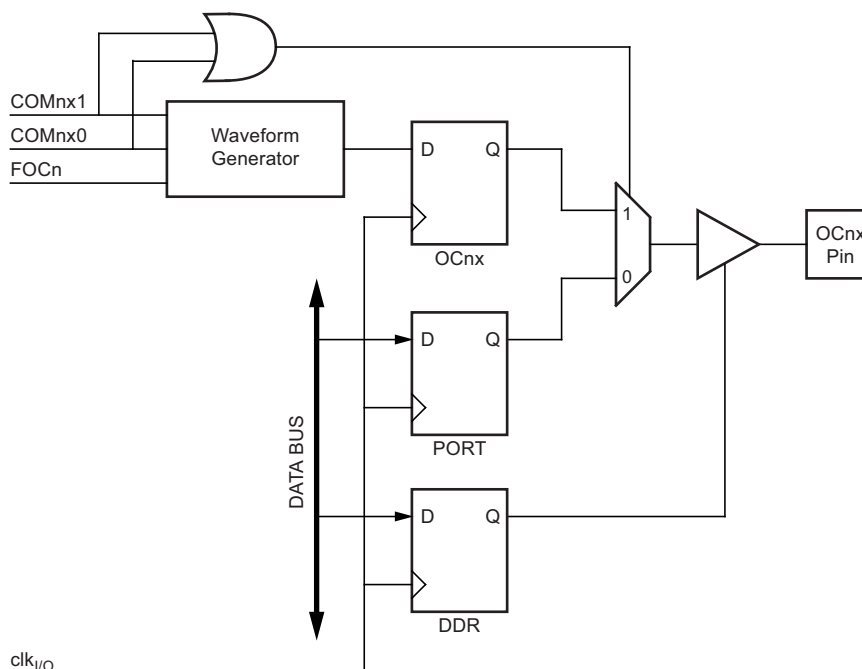 COMnx1
COMnx0
FOCn
Waveform
Generator
D Q
OCnx
1
0
OCnx
Pin
D Q
PORT
DATA BUS
D Q
DDR
clkI/O